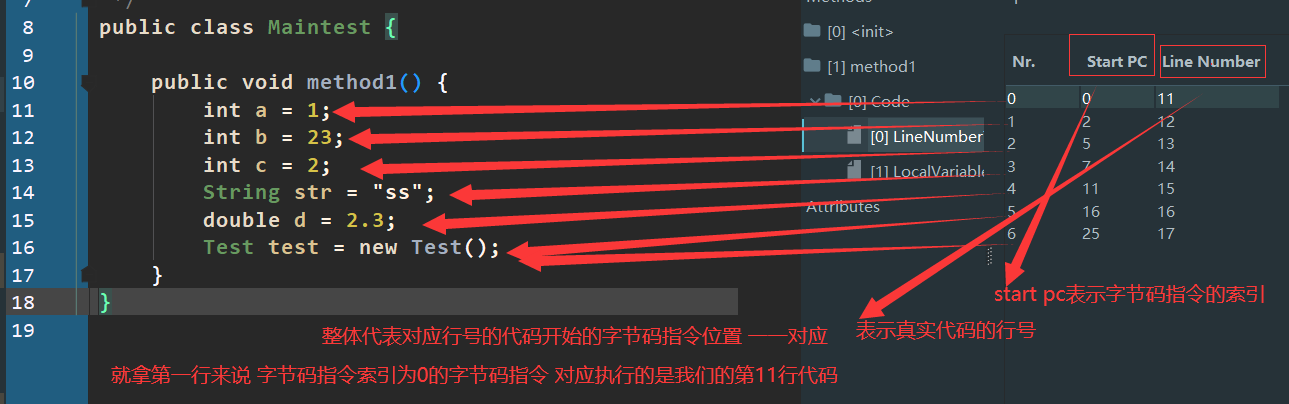 7
*/
8 public class Maintest {
9
10 public void method1() {
11 int a = 1;
12 int b = 23;
13 int c = 2;
14 String str = "ss";
15 double d = 2.3;
16 Test test = new Test();
17 }
18 }
19
整体代表对应行号的代码开始的字节码指令位置 一一对应
就拿第一行来说 字节码指令索引为0的字节码指令 对应执行的是我们的第11行代码
[0] <init>
[1] method1
[0] Code
[0] LineNumber
[1] LocalVariable
Attributes
Nr. Start PC Line Number
0 0 11
1 2 12
2 5 13
3 7 14
4 11 15
5 16 16
6 25 17
start pc表示字节码指令的索引
表示真实代码的行号